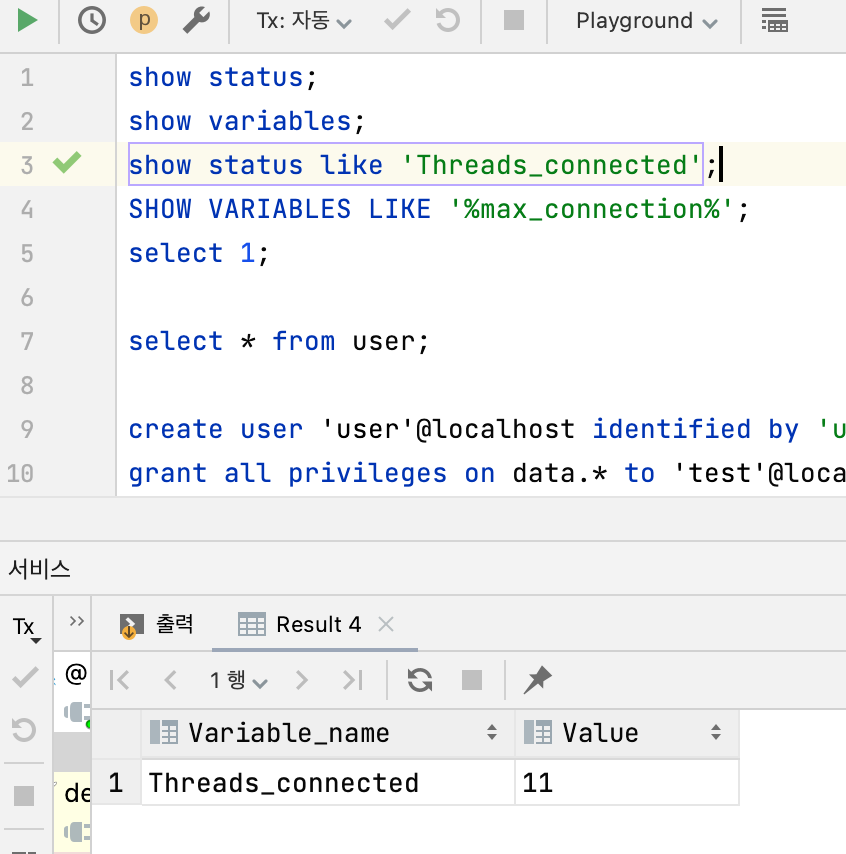 p Tx: 자동 Playground
1 show status;
2 show variables;
3 show status like 'Threads_connected';
4 SHOW VARIABLES LIKE '%max_connection%';
5 select 1;
6
7 select * from user;
8
9 create user 'user'@localhost identified by 'u
10 grant all privileges on data.* to 'test'@loca
서비스
Tx >> 출력 Result 4
@ 1 행
Variable_name Value
1 Threads_connected 11
de